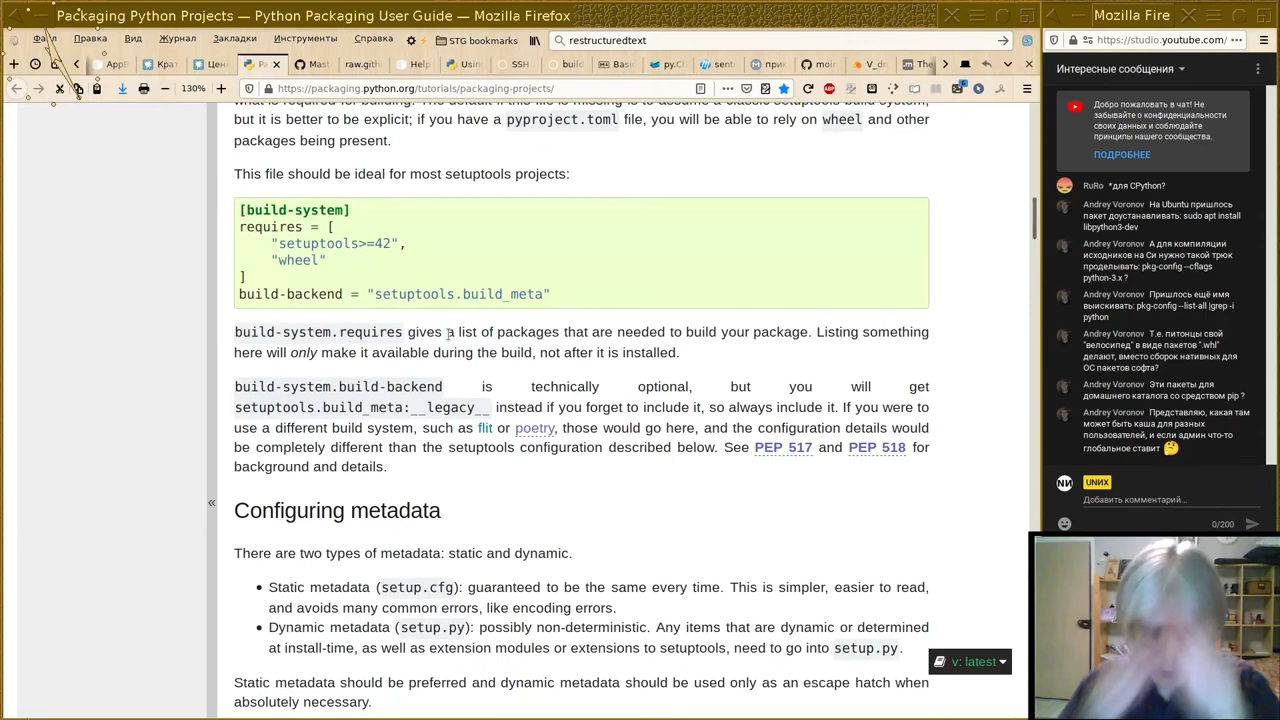 Packaging Python Projects — Python Packaging User Guide — Mozilla Firefox
Файл Правка Вид Журнал Закладки Инструменты Справка STG bookmarks restructuredtext
130% https://packaging.python.org/tutorials/packaging-projects/
but it is better to be explicit; if you have a pyproject.toml file, you will be able to rely on wheel and other
packages being present.
This file should be ideal for most setuptools projects:
[build-system]
requires = [
"setuptools>=42",
"wheel"
]
build-backend = "setuptools.build_meta"
build-system.requires gives a list of packages that are needed to build your package. Listing something
here will only make it available during the build, not after it is installed.
build-system.build-backend is technically optional, but you will get
setuptools.build_meta:__legacy__ instead if you forget to include it, so always include it. If you were to
use a different build system, such as flit or poetry, those would go here, and the configuration details would
be completely different than the setuptools configuration described below. See PEP 517 and PEP 518 for
background and details.
«
Configuring metadata
There are two types of metadata: static and dynamic.
• Static metadata (setup.cfg): guaranteed to be the same every time. This is simpler, easier to read,
and avoids many common errors, like encoding errors.
• Dynamic metadata (setup.py): possibly non-deterministic. Any items that are dynamic or determined
at install-time, as well as extension modules or extensions to setuptools, need to go into setup.py.
v: latest
Static metadata should be preferred and dynamic metadata should be used only as an escape hatch when
absolutely necessary.
Mozilla Fire
https://studio.youtube.com/
Интересные сообщения
Добро пожаловать в чат! Не
забывайте о конфиденциальности
своих данных и соблюдайте
принципы нашего сообщества.
ПОДРОБНЕЕ
RuRo *для CPython?
Andrey Voronov На Ubuntu пришлось
пакет доустанавливать: sudo apt install
libpython3-dev
Andrey Voronov А для компиляции
исходников на Си нужно такой трюк
проделывать: pkg-config --cflags
python-3.x ?
Andrey Voronov Пришлось ещё имя
выискивать: pkg-config --list-all |grep -i
python
Andrey Voronov Т.е. питонцы свой
"велосипед" в виде пакетов ".whl"
делают, вместо сборок нативных для
ОС пакетов софта?
Andrey Voronov Эти пакеты для
домашнего каталога со средством pip ?
Andrey Voronov Представляю, какая там
может быть каша для разных
пользователей, и если админ что-то
глобальное ставит
UNИX
Добавить комментарий...
0/200